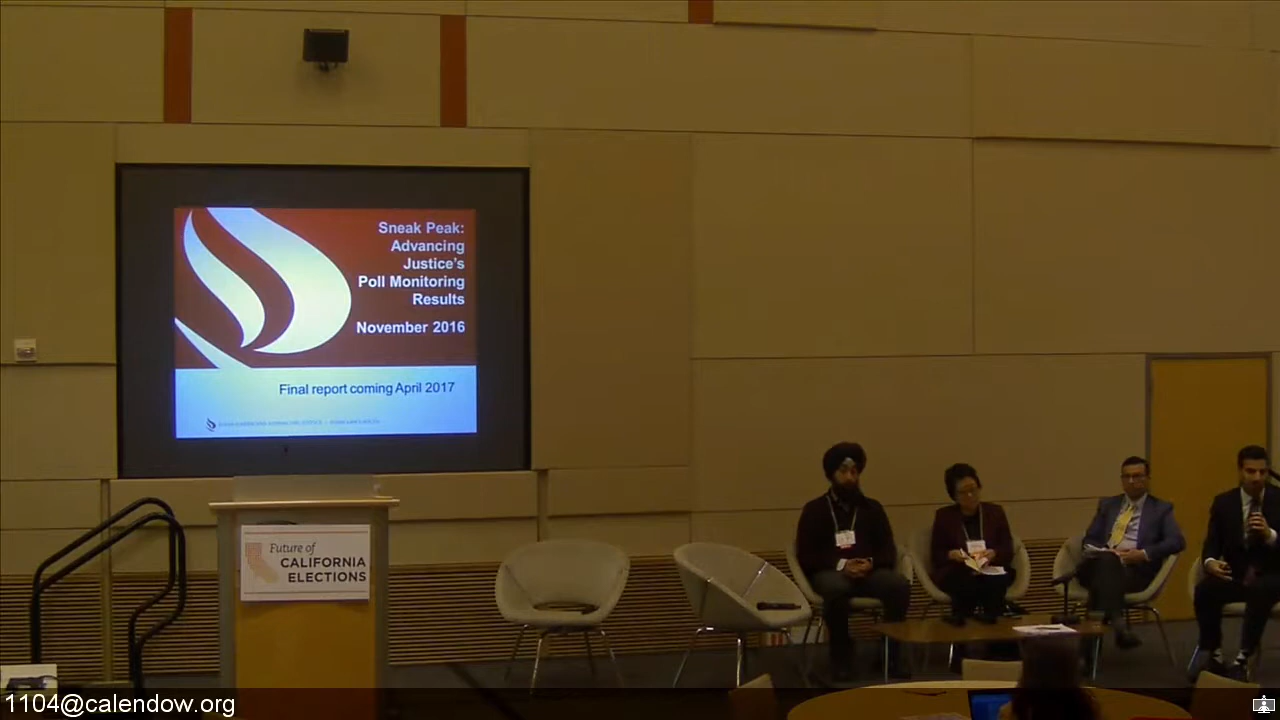 Sneak Peak:
Advancing
Justice's
Poll Monitoring
Results
November 2016
Final report coming April 2017
Future of
CALIFORNIA
ELECTIONS
1104@calendow.org